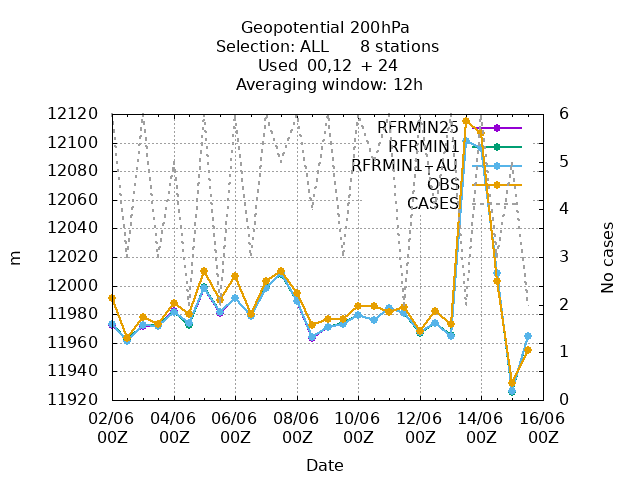 Geopotential 200hPa
Selection: ALL 8 stations
Used 00,12 + 24
Averaging window: 12h
12120
12100
12080
12060
12040
12020
12000
11980
11960
11940
11920
m
6
5
4
3
2
1
0
No cases
RFRMIN25
RFRMIN1
RFRMIN1-AU
OBS
CASES
02/06 04/06 06/06 08/06 10/06 12/06 14/06 16/06
00Z 00Z 00Z 00Z 00Z 00Z 00Z 00Z
Date